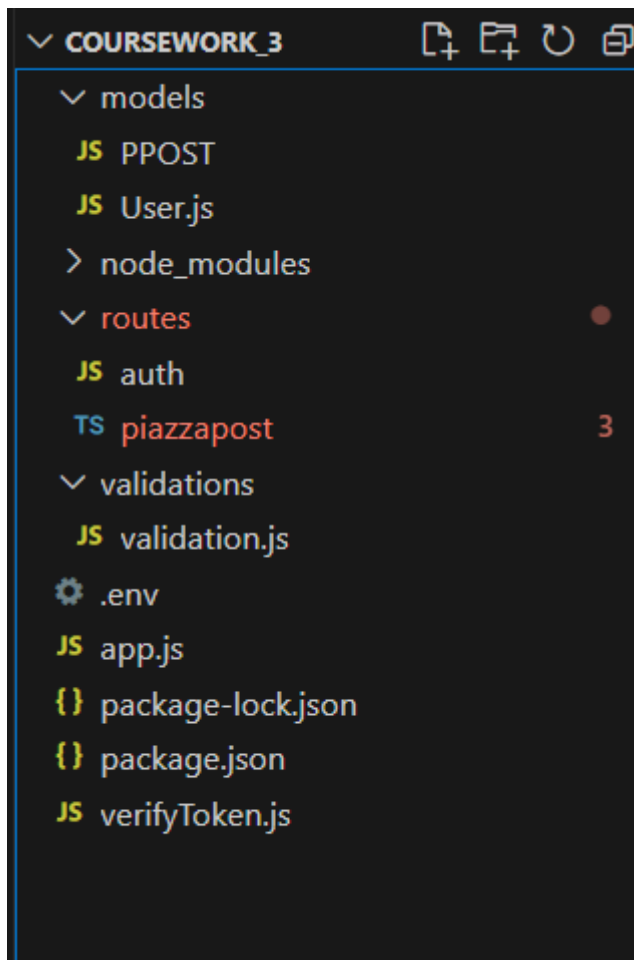 COURSEWORK_3
models
JS PPOST
JS User.js
node_modules
routes
JS auth
TS piazzapost 3
validations
JS validation.js
.env
JS app.js
{} package-lock.json
{} package.json
JS verifyToken.js